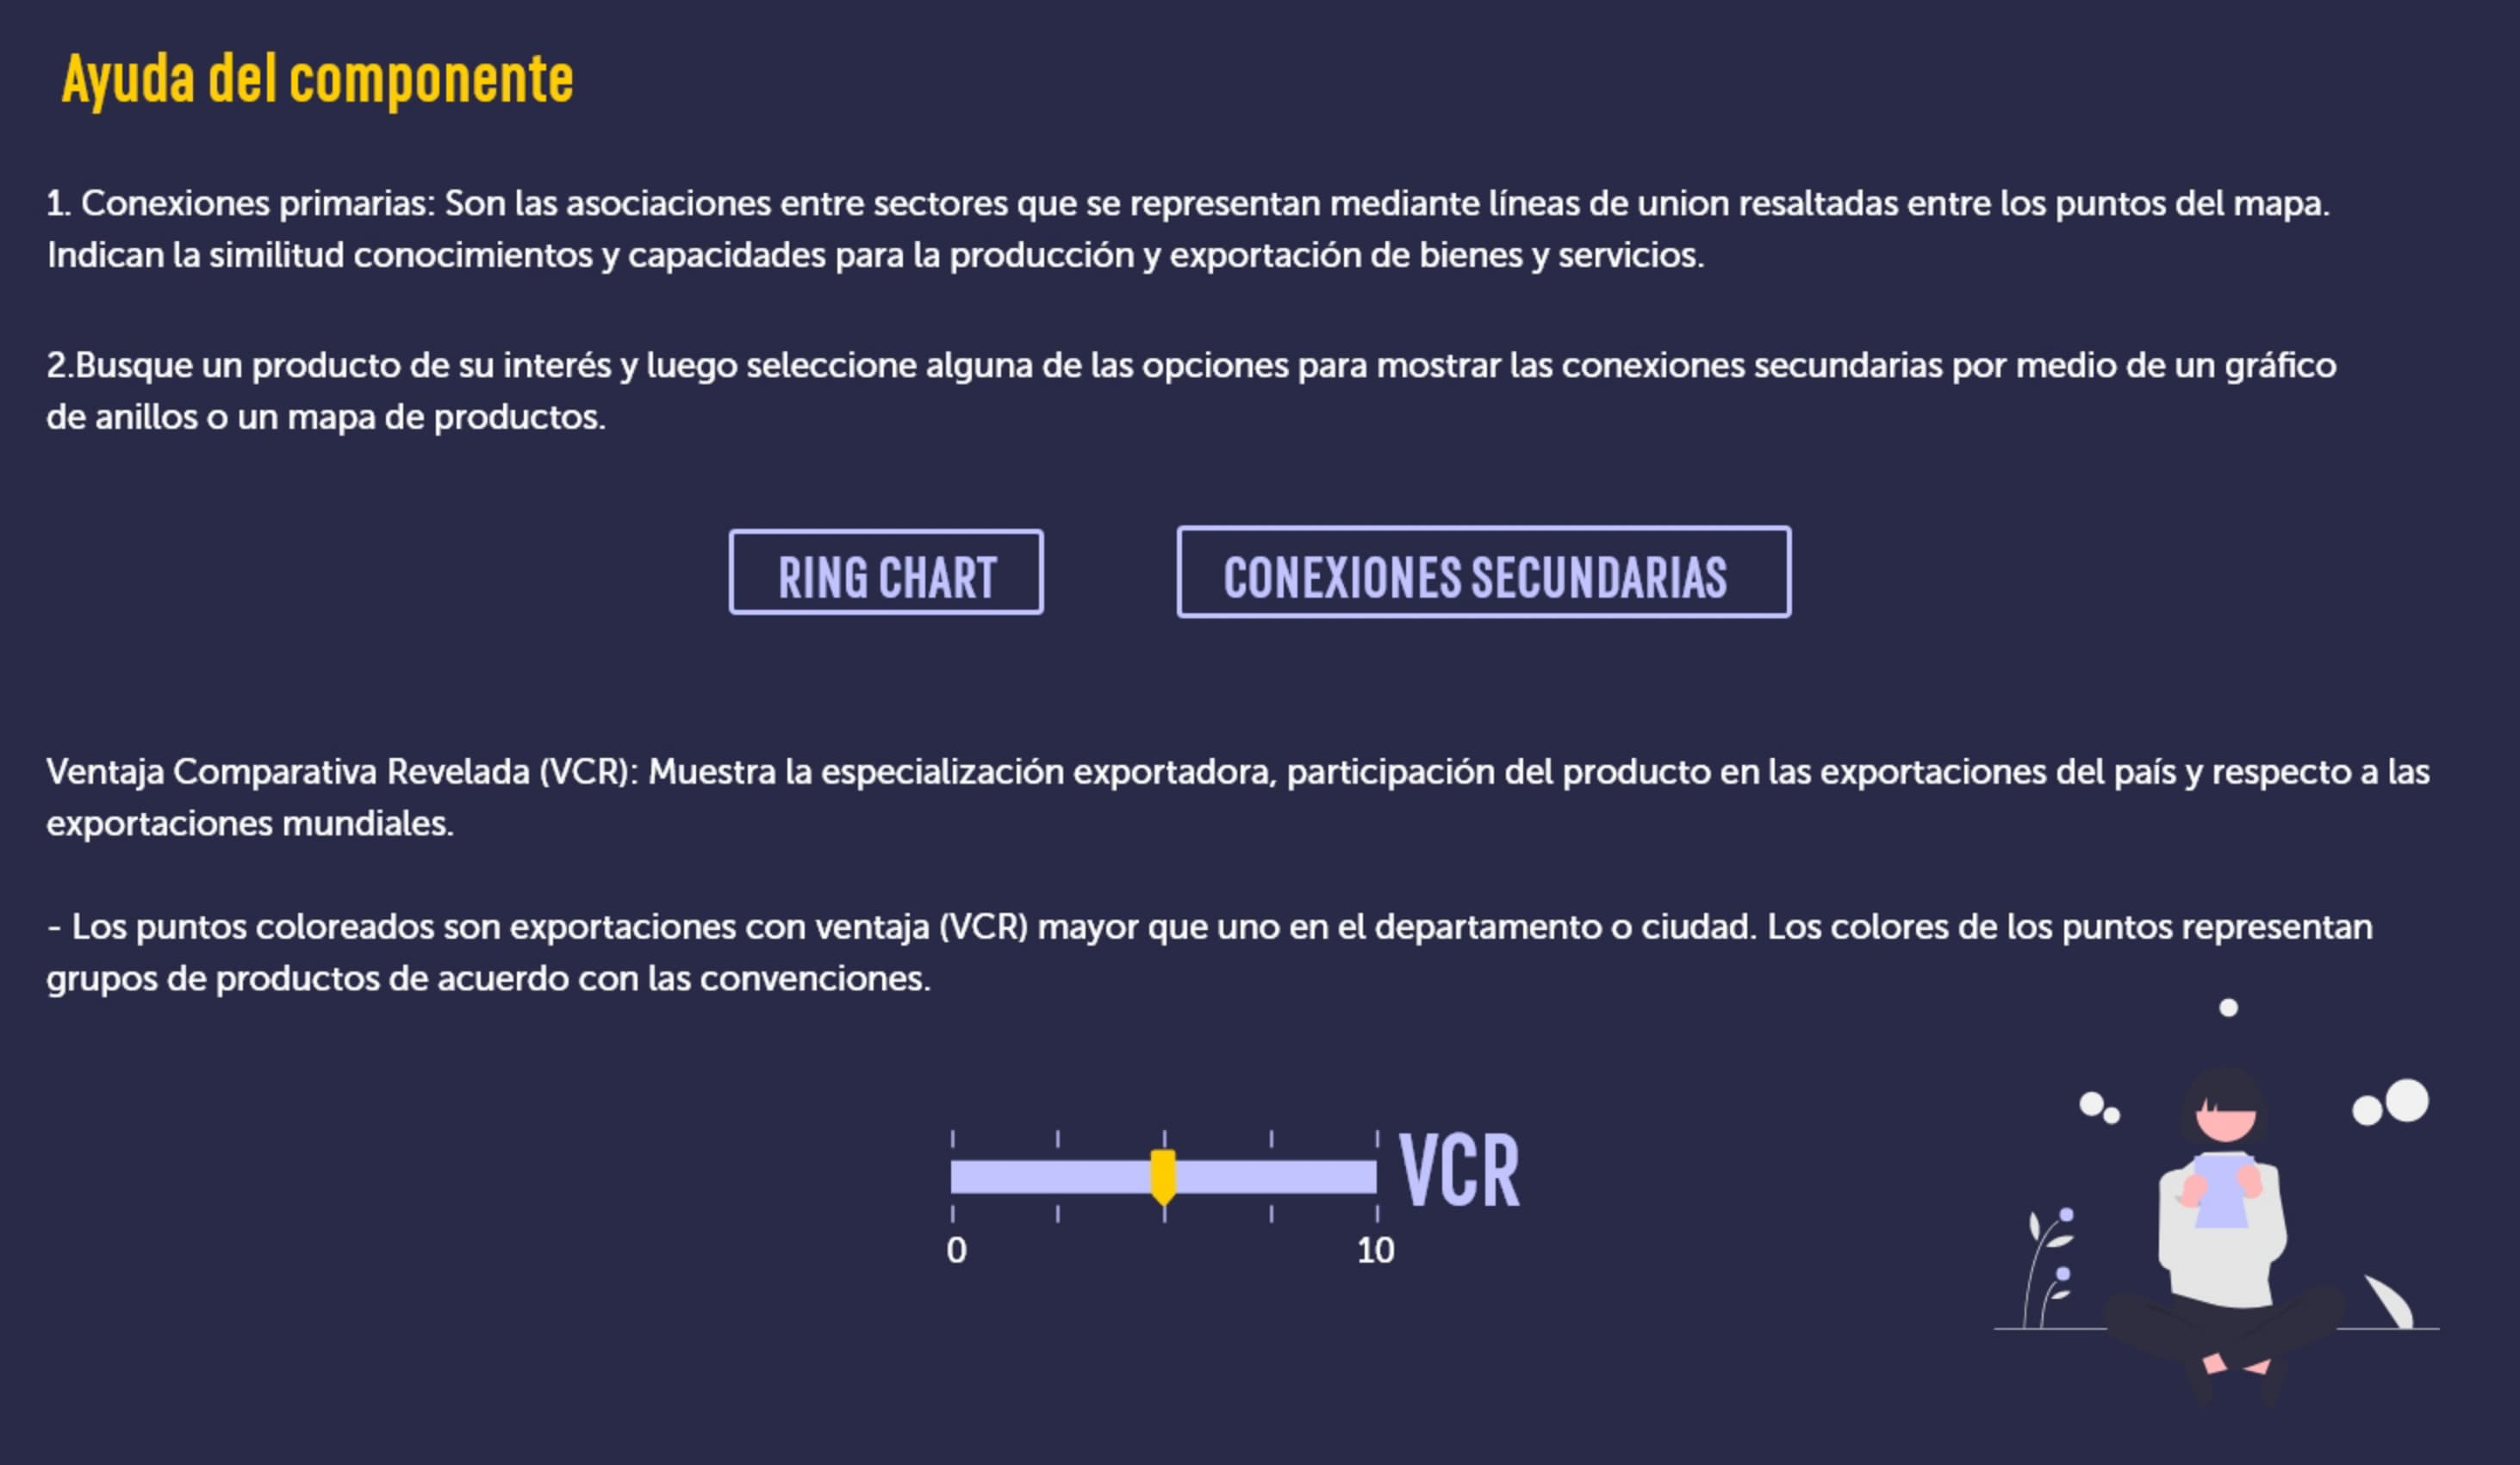 Ayuda del componente
1. Conexiones primarias: Son las asociaciones entre sectores que se representan mediante líneas de union resaltadas entre los puntos del mapa.
Indican la similitud conocimientos y capacidades para la producción y exportación de bienes y servicios.
2.Busque un producto de su interés y luego seleccione alguna de las opciones para mostrar las conexiones secundarias por medio de un gráfico
de anillos o un mapa de productos.
RING CHART
CONEXIONES SECUNDARIAS
Ventaja Comparativa Revelada (VCR): Muestra la especialización exportadora, participación del producto en las exportaciones del país y respecto a las
exportaciones mundiales.
- Los puntos coloreados son exportaciones con ventaja (VCR) mayor que uno en el departamento o ciudad. Los colores de los puntos representan
grupos de productos de acuerdo con las convenciones.
VCR
0
10